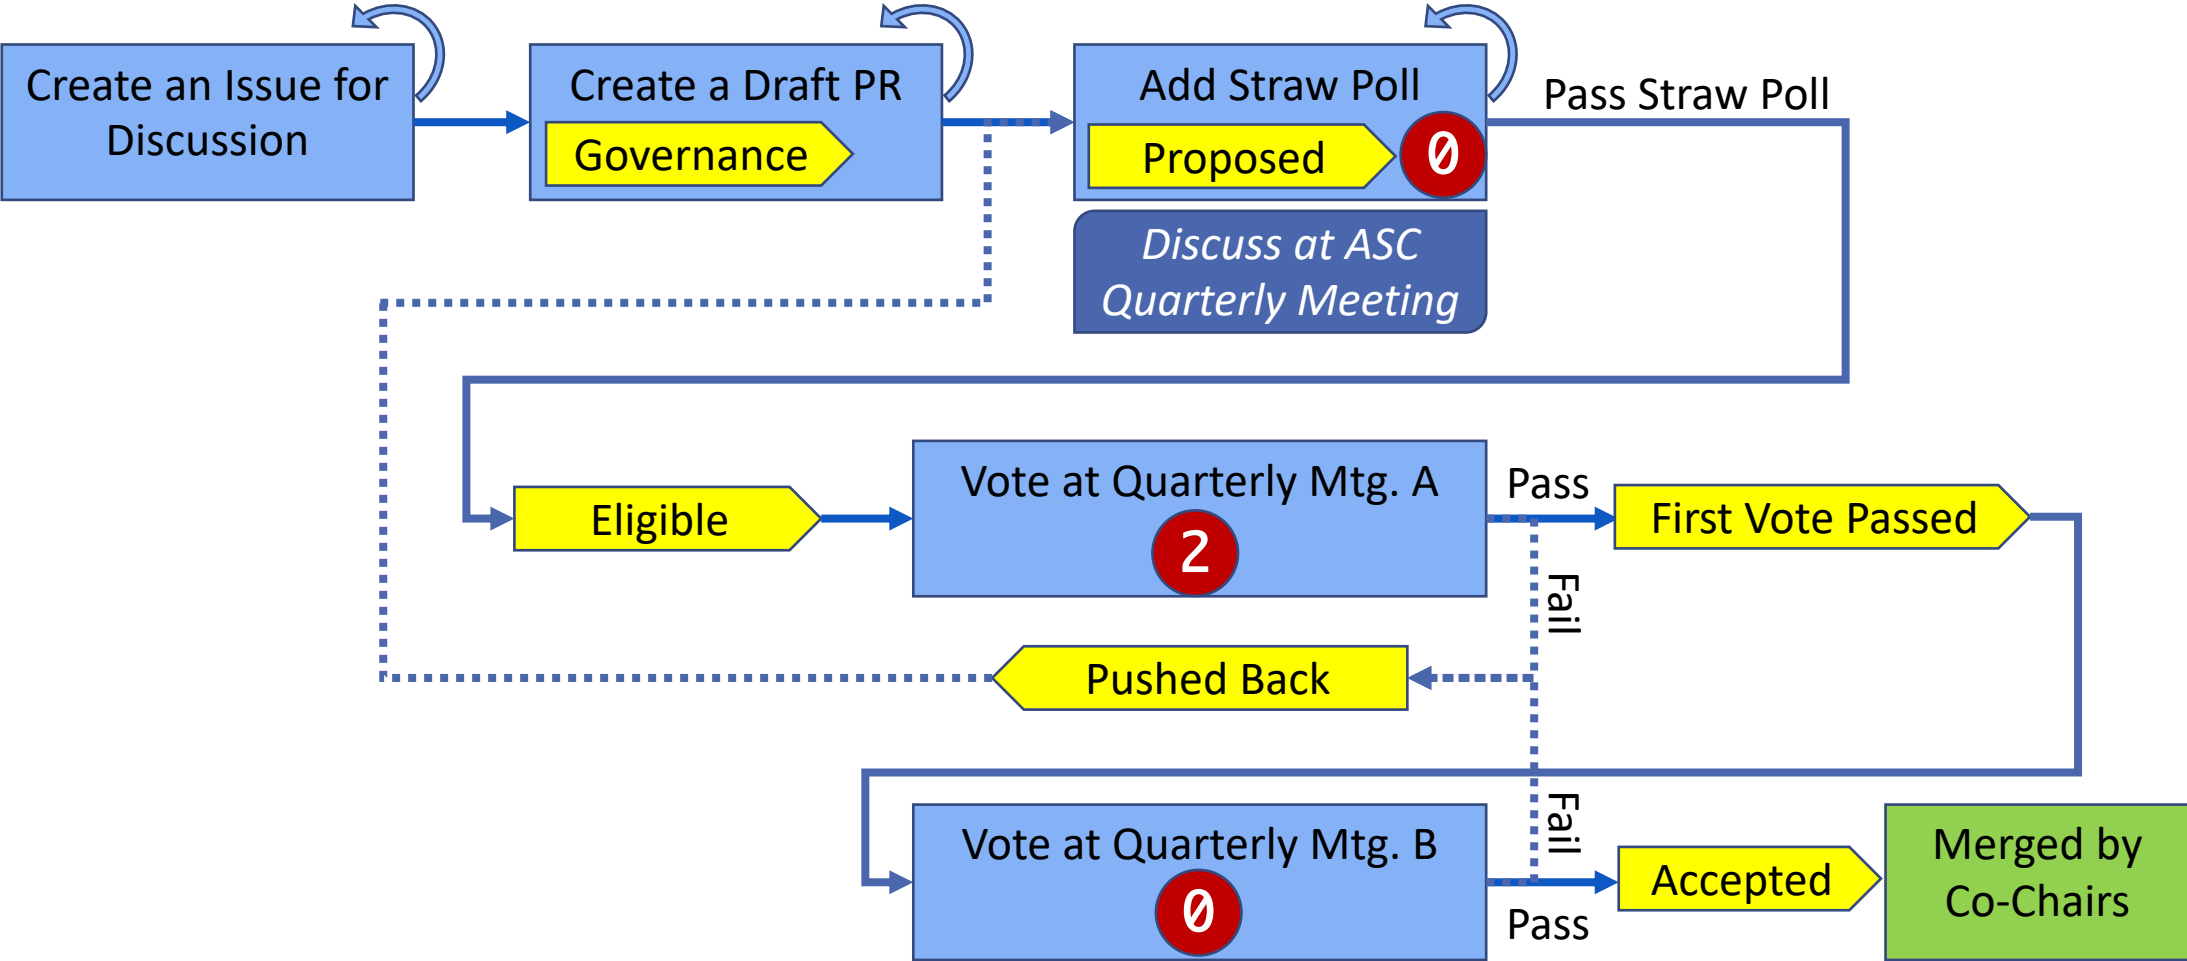 Create an Issue for
Discussion
Create a Draft PR
Governance
Add Straw Poll
Proposed
0
Pass Straw Poll
Discuss at ASC
Quarterly Meeting
Eligible
Vote at Quarterly Mtg. A
2
Pass
First Vote Passed
Fail
Pushed Back
Fail
Vote at Quarterly Mtg. B
0
Pass
Accepted
Merged by
Co-Chairs